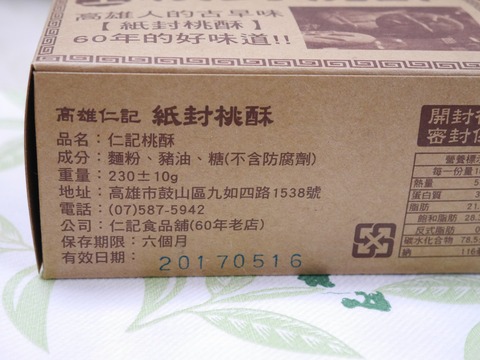 高雄人的古早味
【紙封桃酥】
60年的好味道!!
高雄仁記 紙封桃酥
品名：仁記桃酥
成分：麵粉、豬油、糖(不含防腐劑)
重量：230±10g
地址：高雄市鼓山區九如四路1538號
電話：(07)587-5942
公司：仁記食品舖(60年老店)
保存期限：六個月
有效日期：20170516
開封
密封
營養標
每一份量
熱量
蛋白質
脂肪
飽和脂肪
反式脂肪
碳水化合物 78.5
鈉